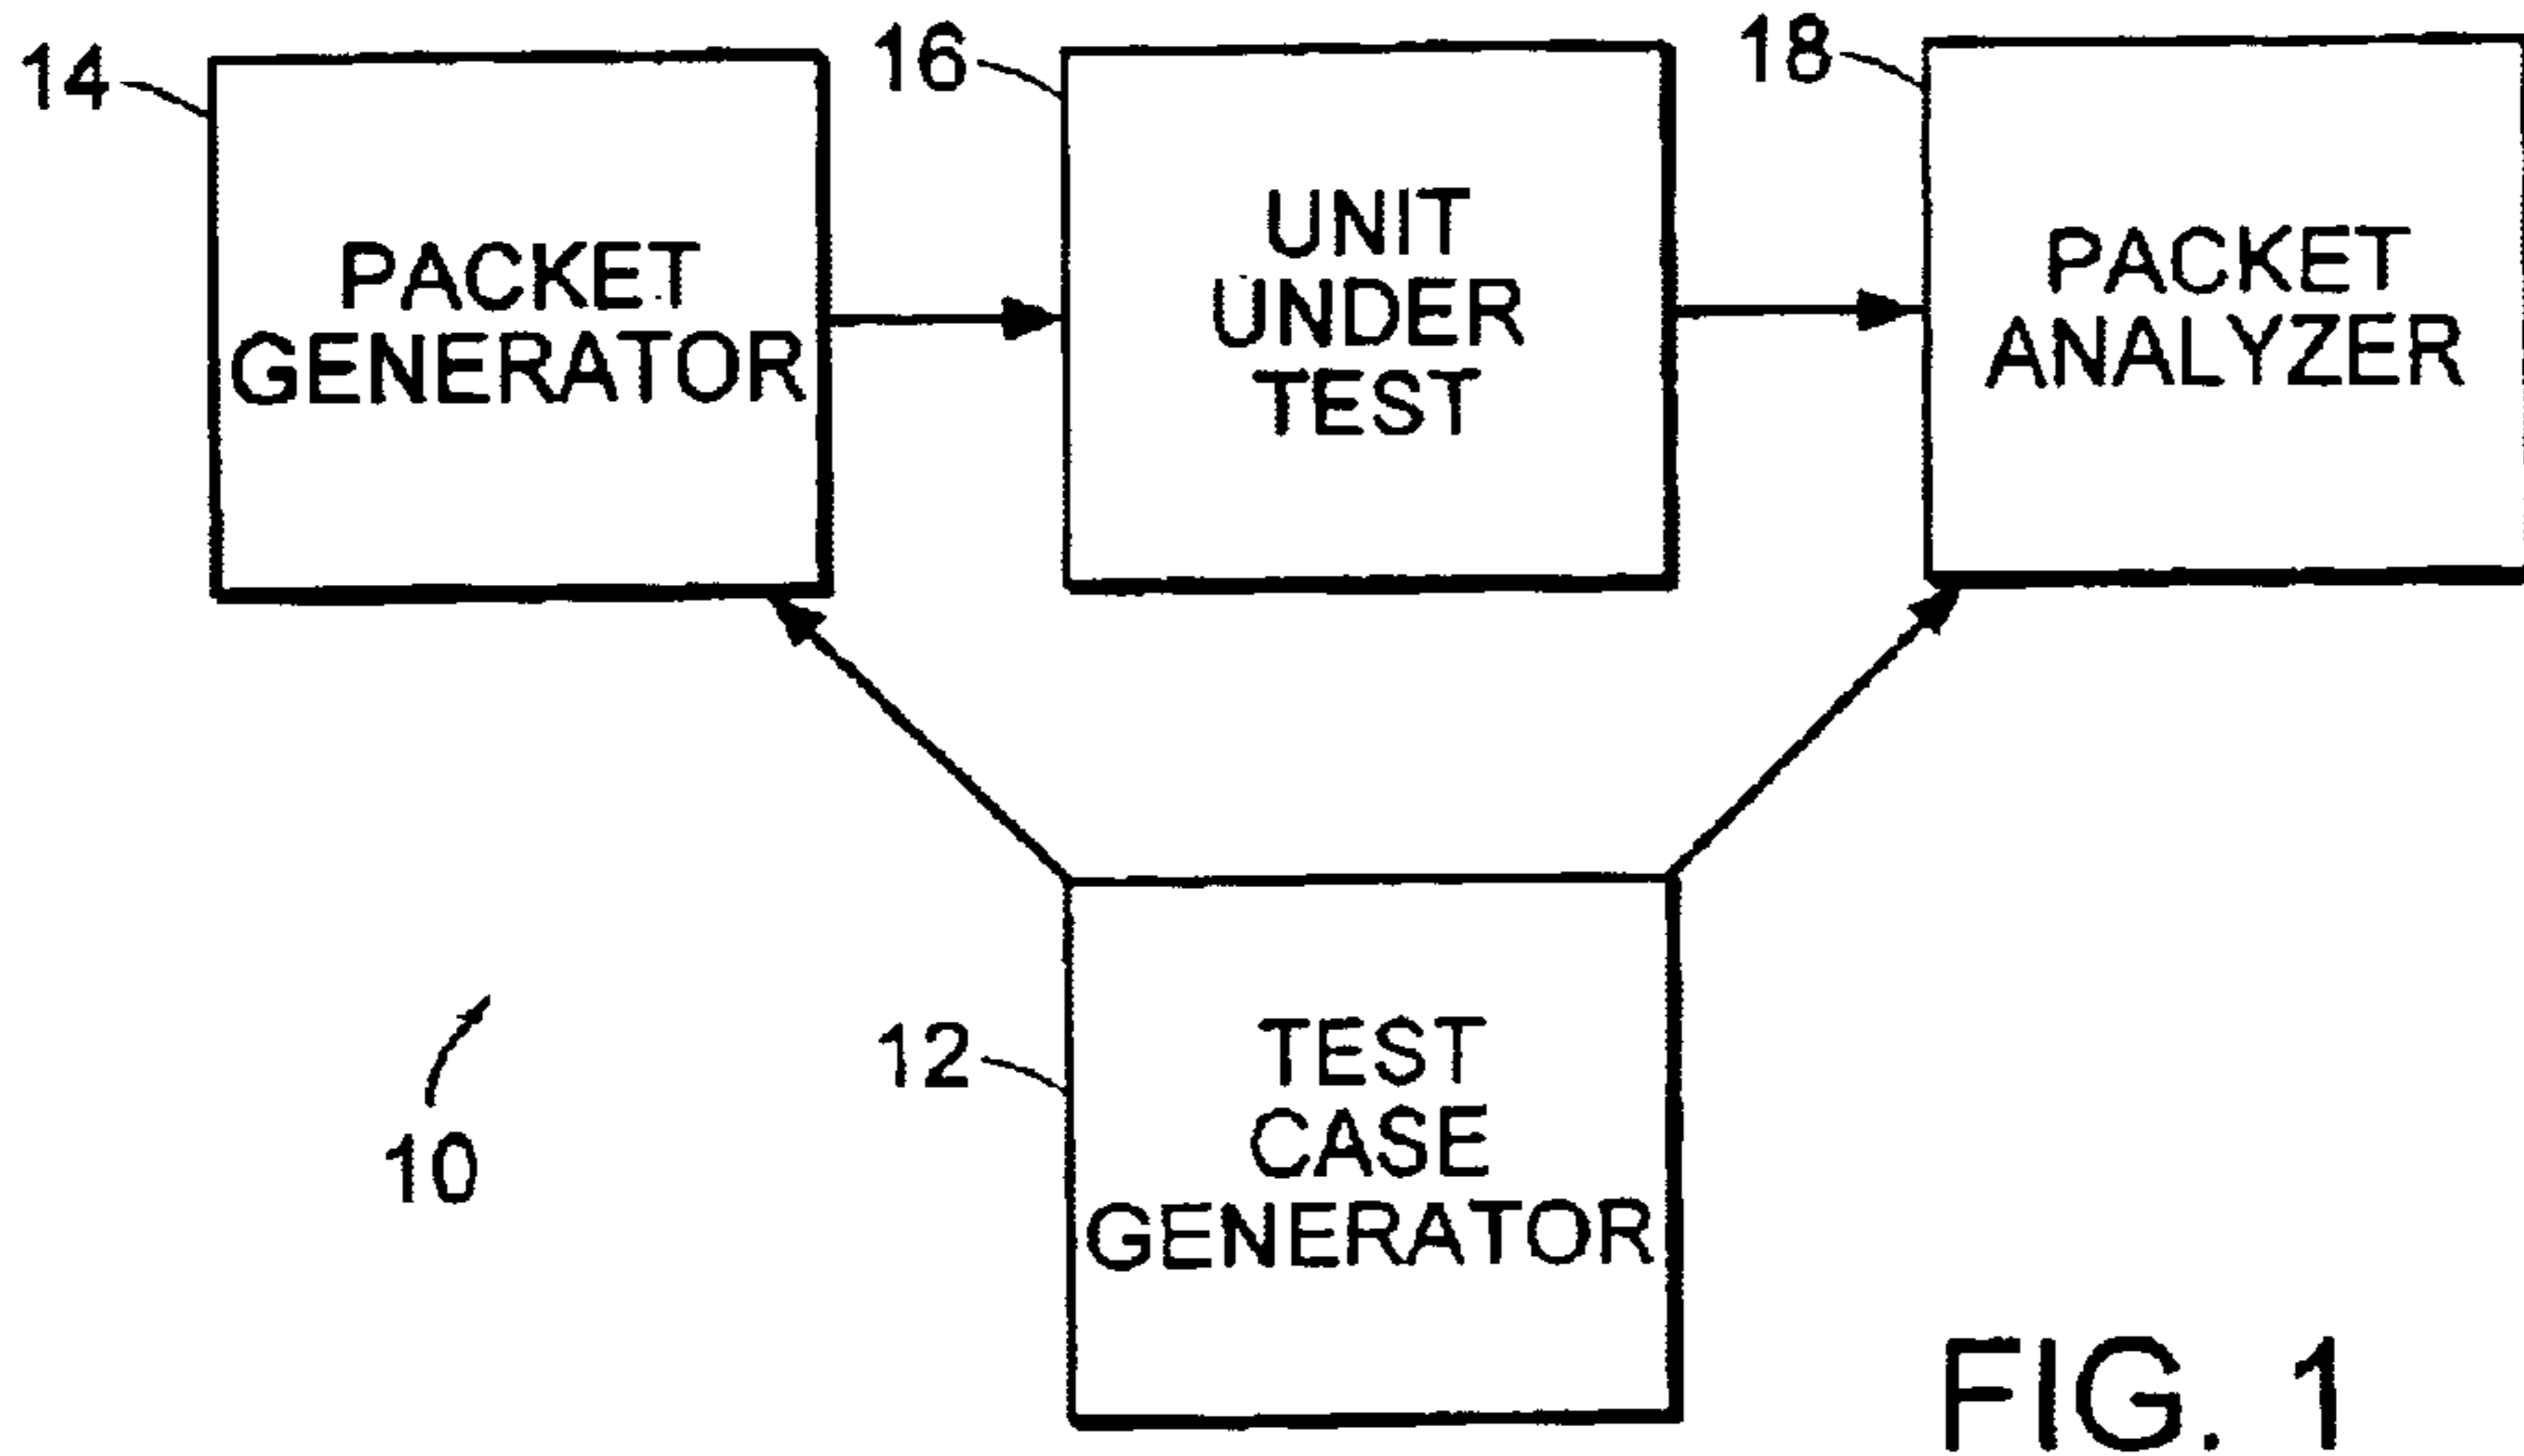 14
PACKET
GENERATOR
16
UNIT
UNDER
TEST
18
PACKET
ANALYZER
10
12
TEST
CASE
GENERATOR
FIG. 1